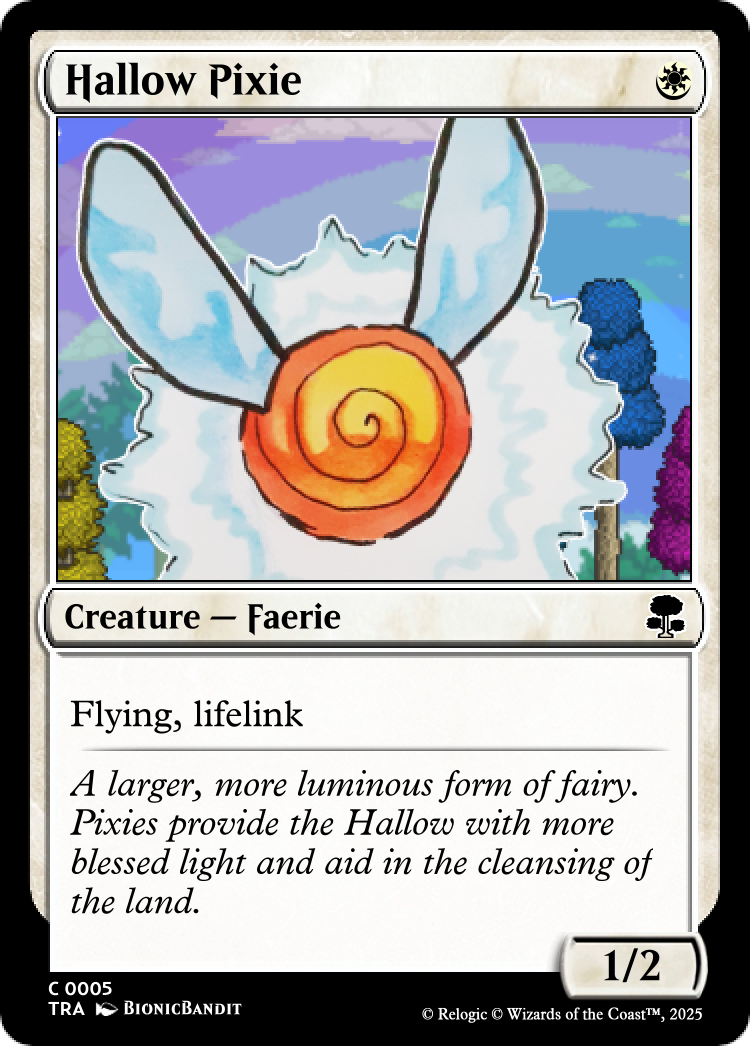 Hallow Pixie
Creature — Faerie
Flying, lifelink
A larger, more luminous form of fairy.
Pixies provide the Hallow with more
blessed light and aid in the cleansing of
the land.
1/2
C 0005
TRA BionicBandit
© Relogic © Wizards of the Coast™, 2025